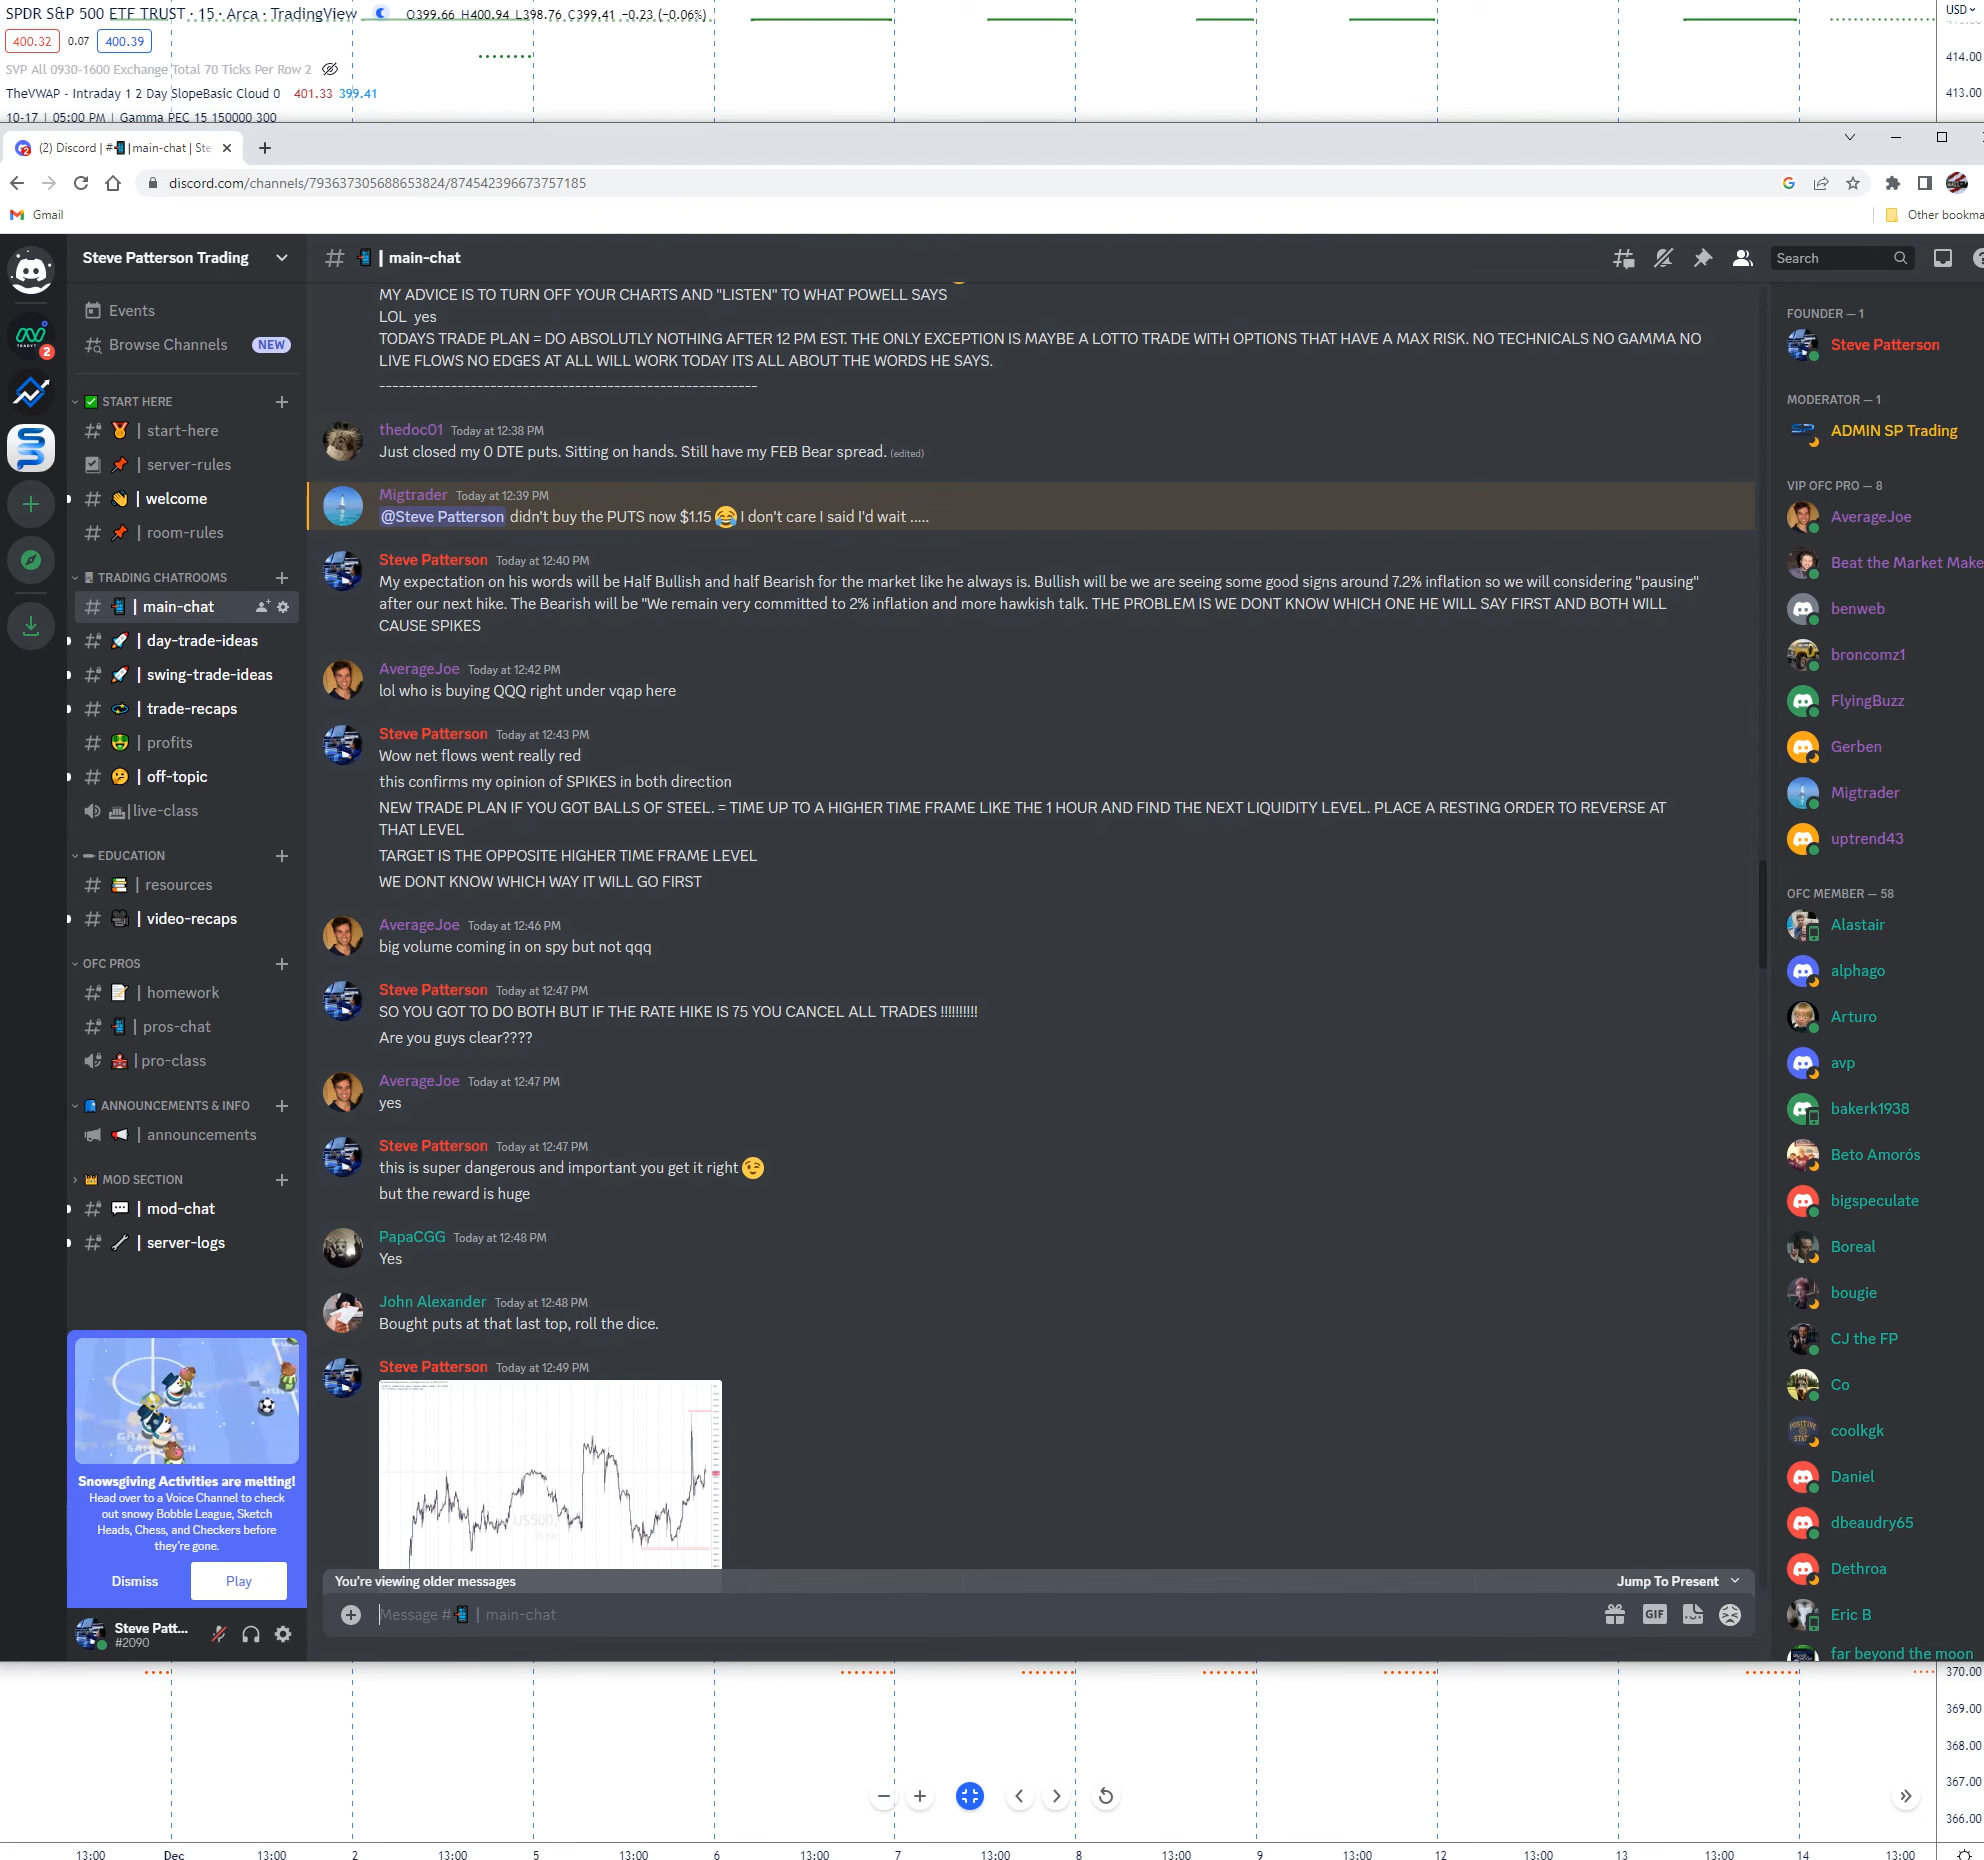 SPDR S&P 500 ETF TRUST · 15 · Arca · TradingView O399.66 H400.94 L398.76 C399.41 −0.23 (−0.06%)
USD
400.32 0.07 400.39
414.00
SVP All 0930-1600 Exchange Total 70 Ticks Per Row 2
TheVWAP - Intraday 1 2 Day SlopeBasic Cloud 0 401.33 399.41
413.00
10-17 | 05:00 PM | Gamma PEC 15 150000 300
(2) Discord | # | main-chat | Ste
discord.com/channels/793637305688653824/874542396673757185
Gmail
Other bookma
Steve Patterson Trading
Events
Browse Channels NEW
START HERE
| start-here
| server-rules
| welcome
| room-rules
TRADING CHATROOMS
| main-chat
| day-trade-ideas
| swing-trade-ideas
| trade-recaps
| profits
| off-topic
| live-class
EDUCATION
| resources
| video-recaps
OFC PROS
| homework
| pros-chat
| pro-class
ANNOUNCEMENTS & INFO
| announcements
MOD SECTION
| mod-chat
| server-logs
Snowsgiving Activities are melting!
Head over to a Voice Channel to check
out snowy Bobble League, Sketch
Heads, Chess, and Checkers before
they're gone.
Dismiss Play
Steve Patt...
#2090
# | main-chat
Search
MY ADVICE IS TO TURN OFF YOUR CHARTS AND "LISTEN" TO WHAT POWELL SAYS
LOL yes
TODAYS TRADE PLAN = DO ABSOLUTLY NOTHING AFTER 12 PM EST. THE ONLY EXCEPTION IS MAYBE A LOTTO TRADE WITH OPTIONS THAT HAVE A MAX RISK. NO TECHNICALS NO GAMMA NO
LIVE FLOWS NO EDGES AT ALL WILL WORK TODAY ITS ALL ABOUT THE WORDS HE SAYS.
----------------------------------------------------------
thedoc01 Today at 12:38 PM
Just closed my 0 DTE puts. Sitting on hands. Still have my FEB Bear spread. (edited)
Migtrader Today at 12:39 PM
@Steve Patterson didn't buy the PUTS now $1.15 I don't care I said I'd wait .....
Steve Patterson Today at 12:40 PM
My expectation on his words will be Half Bullish and half Bearish for the market like he always is. Bullish will be we are seeing some good signs around 7.2% inflation so we will considering "pausing"
after our next hike. The Bearish will be "We remain very committed to 2% inflation and more hawkish talk. THE PROBLEM IS WE DONT KNOW WHICH ONE HE WILL SAY FIRST AND BOTH WILL
CAUSE SPIKES
AverageJoe Today at 12:42 PM
lol who is buying QQQ right under vqap here
Steve Patterson Today at 12:43 PM
Wow net flows went really red
this confirms my opinion of SPIKES in both direction
NEW TRADE PLAN IF YOU GOT BALLS OF STEEL. = TIME UP TO A HIGHER TIME FRAME LIKE THE 1 HOUR AND FIND THE NEXT LIQUIDITY LEVEL. PLACE A RESTING ORDER TO REVERSE AT
THAT LEVEL
TARGET IS THE OPPOSITE HIGHER TIME FRAME LEVEL
WE DONT KNOW WHICH WAY IT WILL GO FIRST
AverageJoe Today at 12:46 PM
big volume coming in on spy but not qqq
Steve Patterson Today at 12:47 PM
SO YOU GOT TO DO BOTH BUT IF THE RATE HIKE IS 75 YOU CANCEL ALL TRADES !!!!!!!!!!
Are you guys clear????
AverageJoe Today at 12:47 PM
yes
Steve Patterson Today at 12:47 PM
this is super dangerous and important you get it right
but the reward is huge
PapaCGG Today at 12:48 PM
Yes
John Alexander Today at 12:48 PM
Bought puts at that last top, roll the dice.
Steve Patterson Today at 12:49 PM
US500,
You're viewing older messages
Jump To Present
Message # | main-chat
GIF
FOUNDER — 1
Steve Patterson
MODERATOR — 1
ADMIN SP Trading
VIP OFC PRO — 8
AverageJoe
Beat the Market Make
benweb
broncomz1
FlyingBuzz
Gerben
Migtrader
uptrend43
OFC MEMBER — 58
Alastair
alphago
Arturo
avp
bakerk1938
Beto Amorós
bigspeculate
Boreal
bougie
CJ the FP
Co
coolkgk
Daniel
dbeaudry65
Dethroa
Eric B
far beyond the moon
370.00
369.00
368.00
367.00
366.00
13:00 Dec 13:00 2 13:00 5 13:00 6 13:00 7 13:00 8 13:00 9 13:00 12 13:00 13 13:00 14 13:00